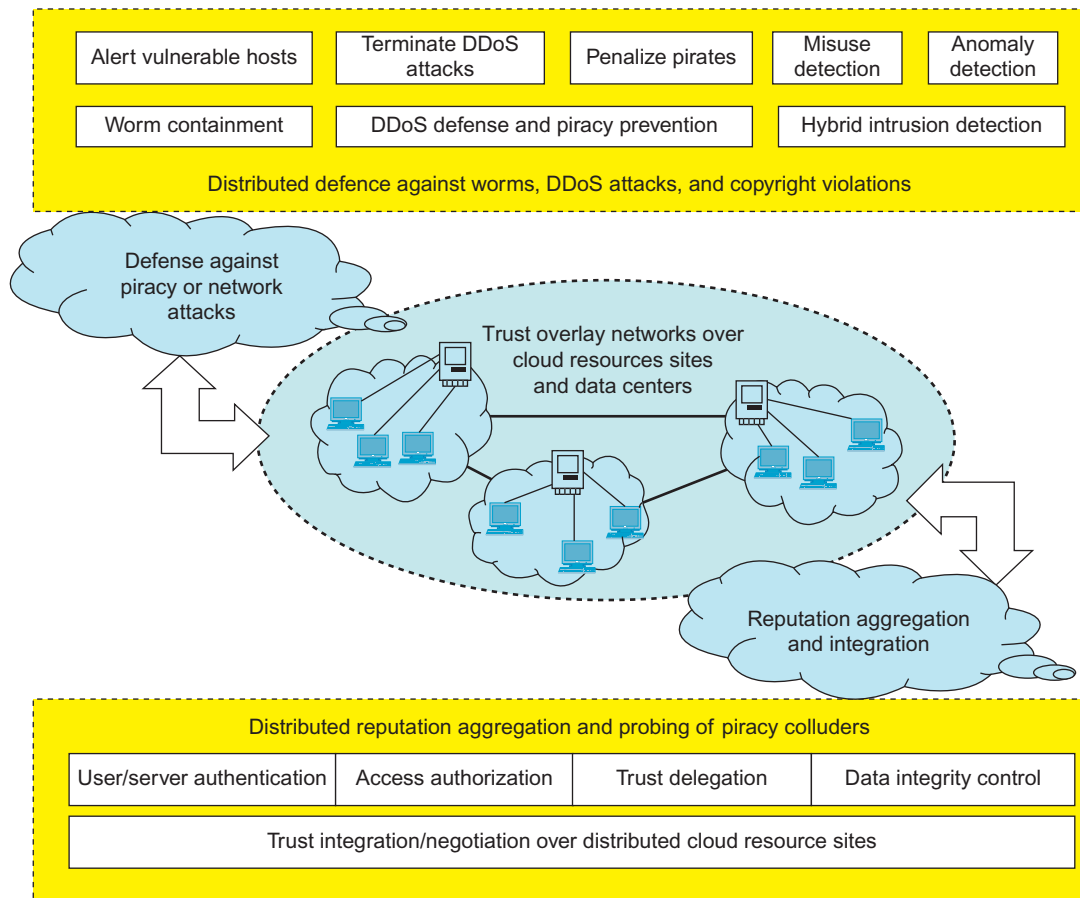 Alert vulnerable hosts
Terminate DDoS
attacks
Penalize pirates
Misuse
detection
Anomaly
detection
Worm containment
DDoS defense and piracy prevention
Hybrid intrusion detection
Distributed defence against worms, DDoS attacks, and copyright violations
Defense against
piracy or network
attacks
Trust overlay networks over
cloud resources sites
and data centers
Reputation aggregation
and integration
Distributed reputation aggregation and probing of piracy colluders
User/server authentication
Access authorization
Trust delegation
Data integrity control
Trust integration/negotiation over distributed cloud resource sites